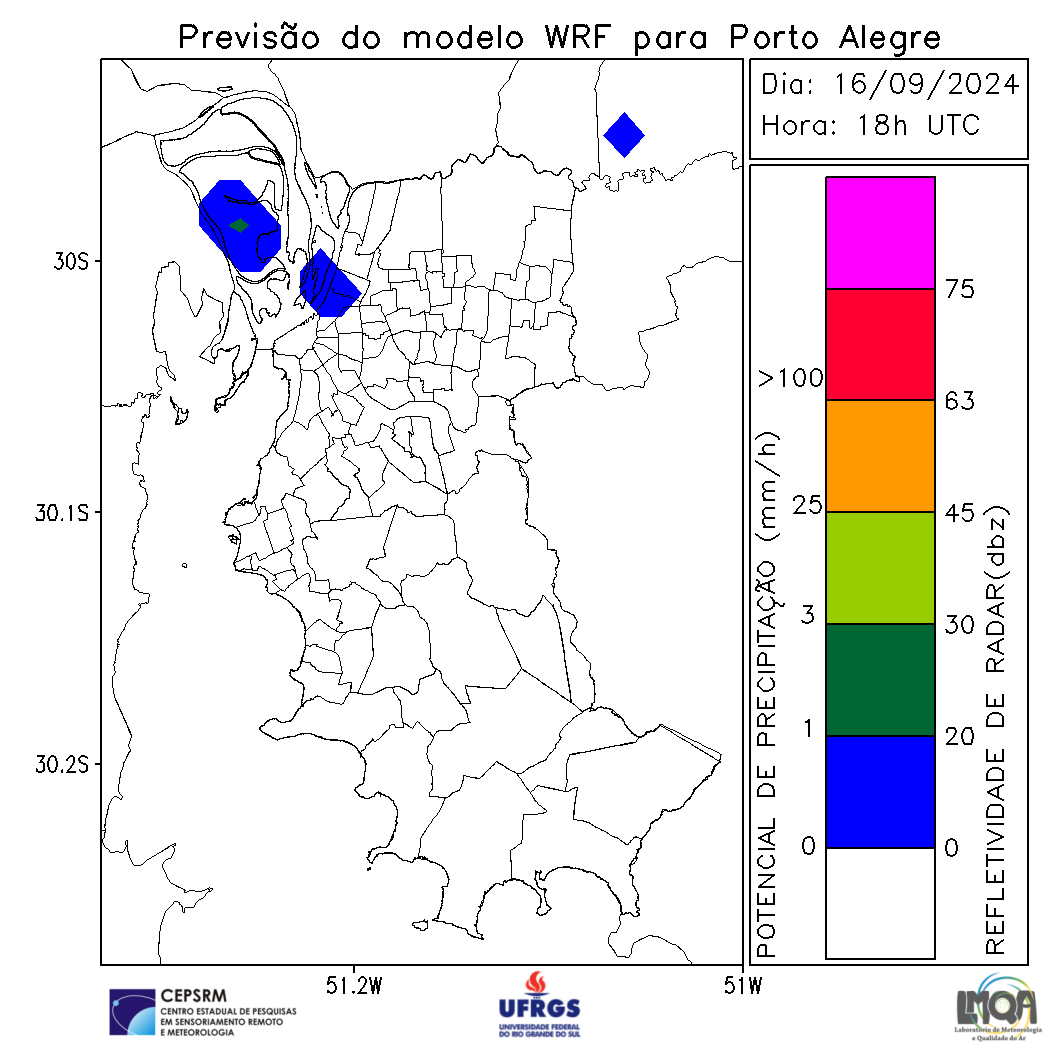 Previsão do modelo WRF para Porto Alegre
Dia: 16/09/2024
Hora: 18h UTC
30S
30.1S
30.2S
51.2W
51W
POTENCIAL DE PRECIPITAÇÃO (mm/h)
>100
25
3
1
0
75
63
45
30
20
0
REFLETIVIDADE DE RADAR(dbz)
CEPSRM
CENTRO ESTADUAL DE PESQUISAS
EM SENSORIAMENTO REMOTO
E METEOROLOGIA
UFRGS
UNIVERSIDADE FEDERAL
DO RIO GRANDE DO SUL
LMQA
Laboratório de Meteorologia
e Qualidade do Ar